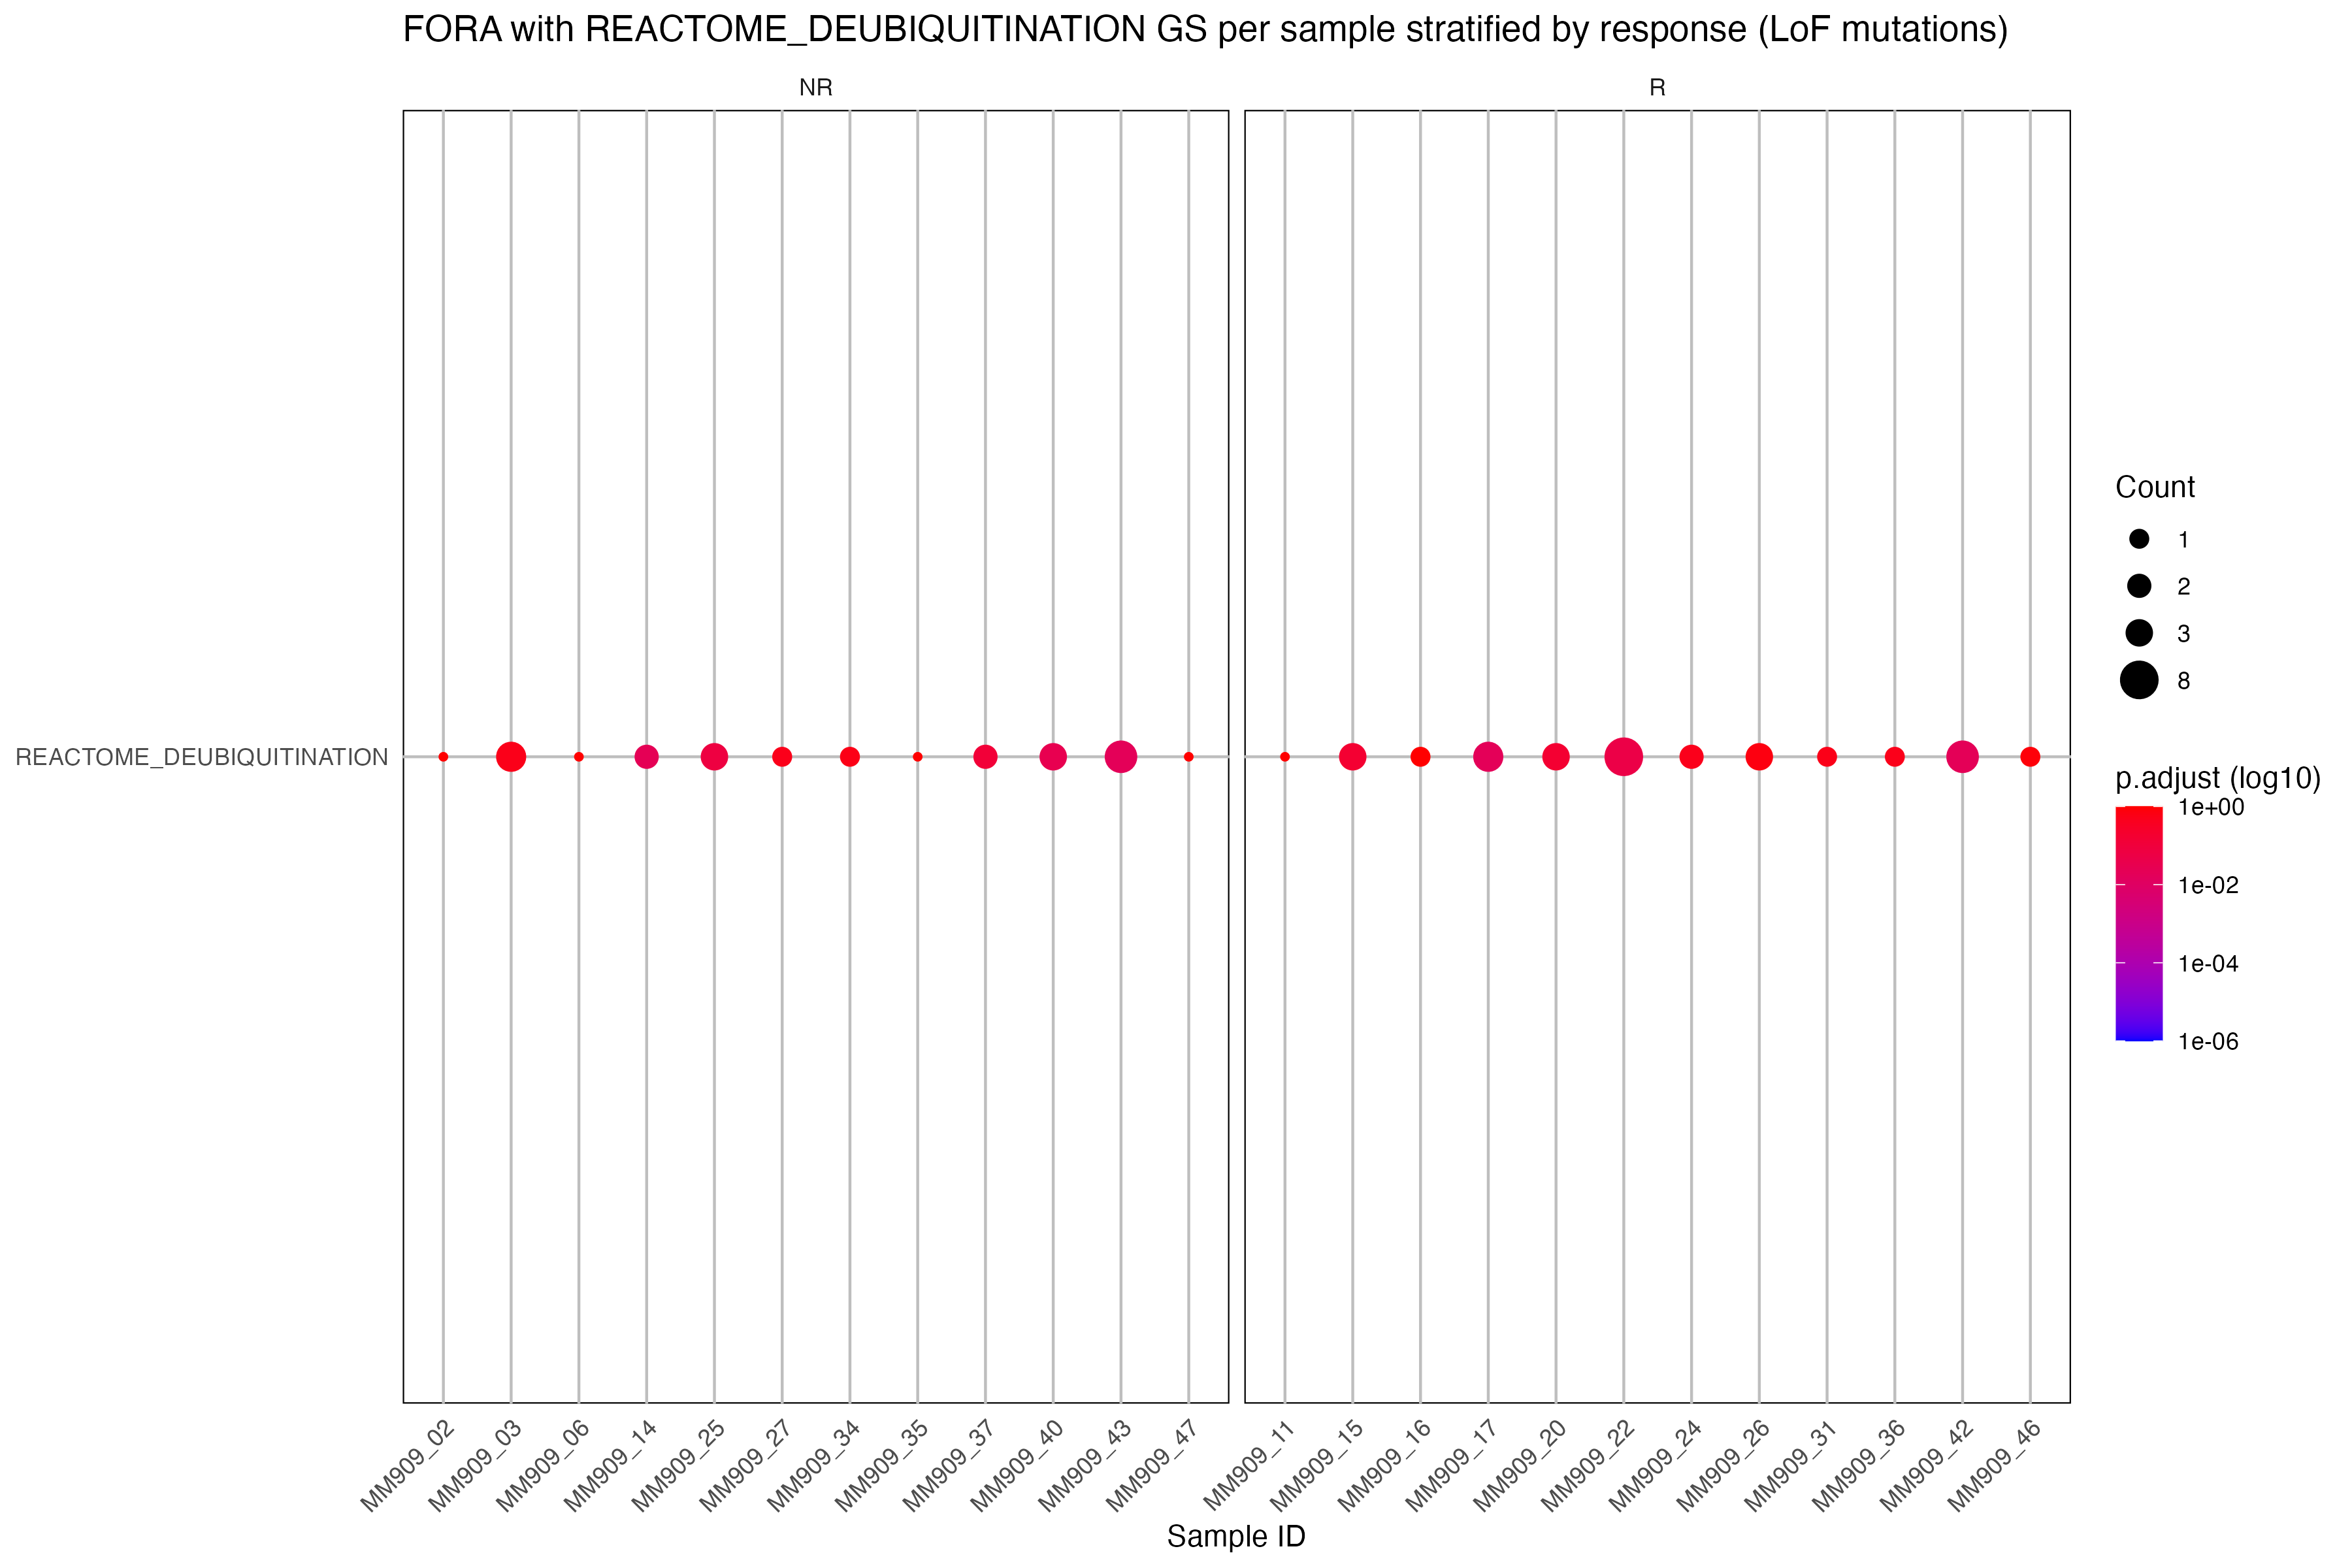 FORA with REACTOME_DEUBIQUITINATION GS per sample stratified by response (LoF mutations)
NR
R
REACTOME_DEUBIQUITINATION
MM909_02
MM909_03
MM909_06
MM909_14
MM909_25
MM909_27
MM909_34
MM909_35
MM909_37
MM909_40
MM909_43
MM909_47
MM909_11
MM909_15
MM909_16
MM909_17
MM909_20
MM909_22
MM909_24
MM909_26
MM909_31
MM909_36
MM909_42
MM909_46
Sample ID
Count
1
2
3
8
p.adjust (log10)
1e+00
1e-02
1e-04
1e-06